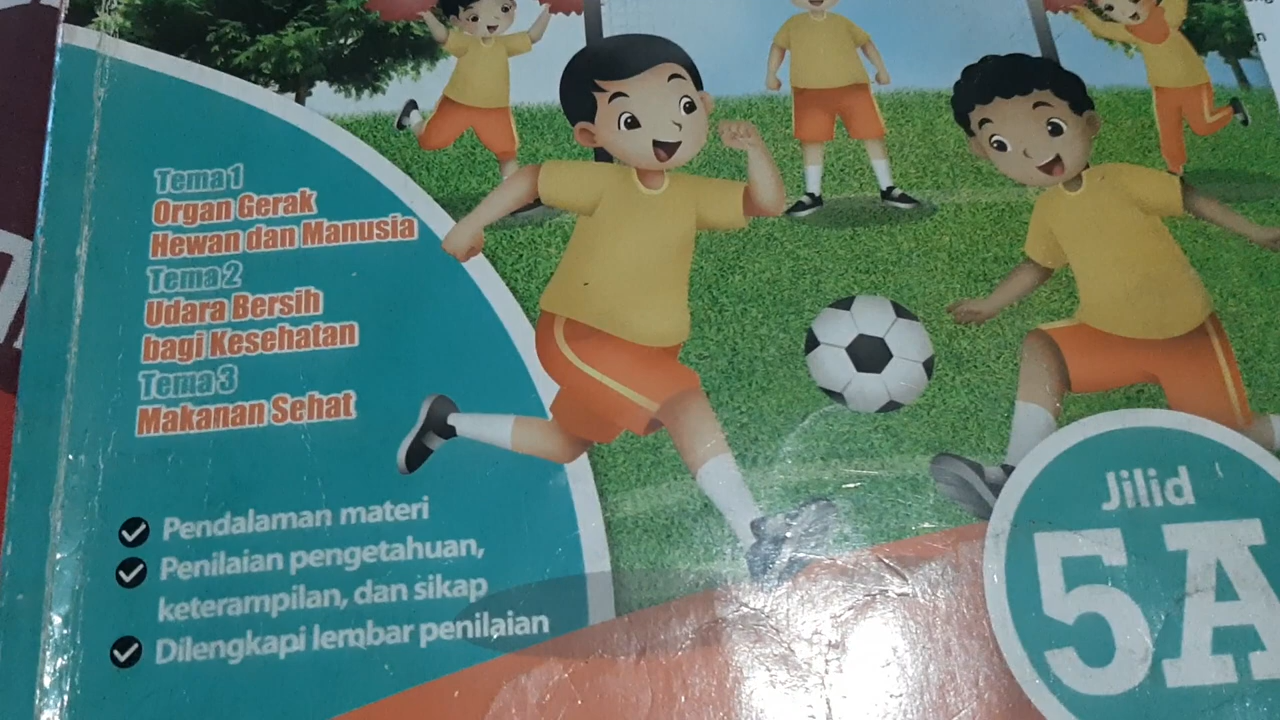 Tema 1
Organ Gerak
Hewan dan Manusia
Tema 2
Udara Bersih
bagi Kesehatan
Tema 3
Makanan Sehat
Pendalaman materi
Penilaian pengetahuan,
keterampilan, dan sikap
Dilengkapi lembar penilaian
Jilid
5A